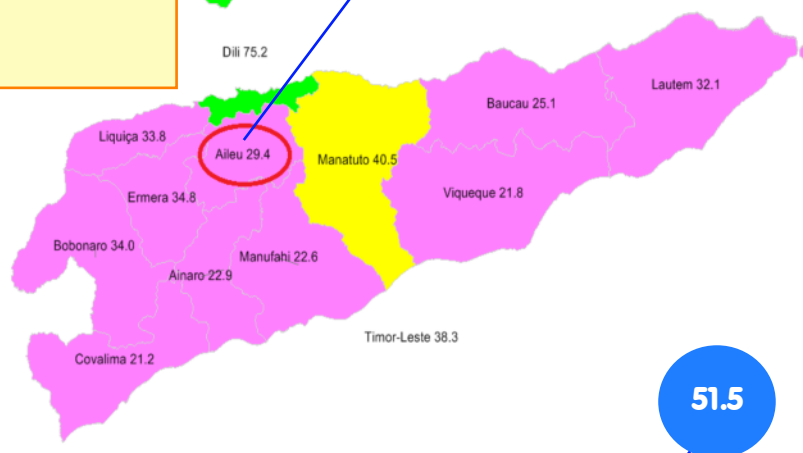 Dili 75.2
Lautem 32.1
Baucau 25.1
Liquiça 33.8
Aileu 29.4
Manatuto 40.5
Ermera 34.8
Viqueque 21.8
Bobonaro 34.0
Manufahi 22.6
Ainaro 22.9
Timor-Leste 38.3
Covalima 21.2
51.5